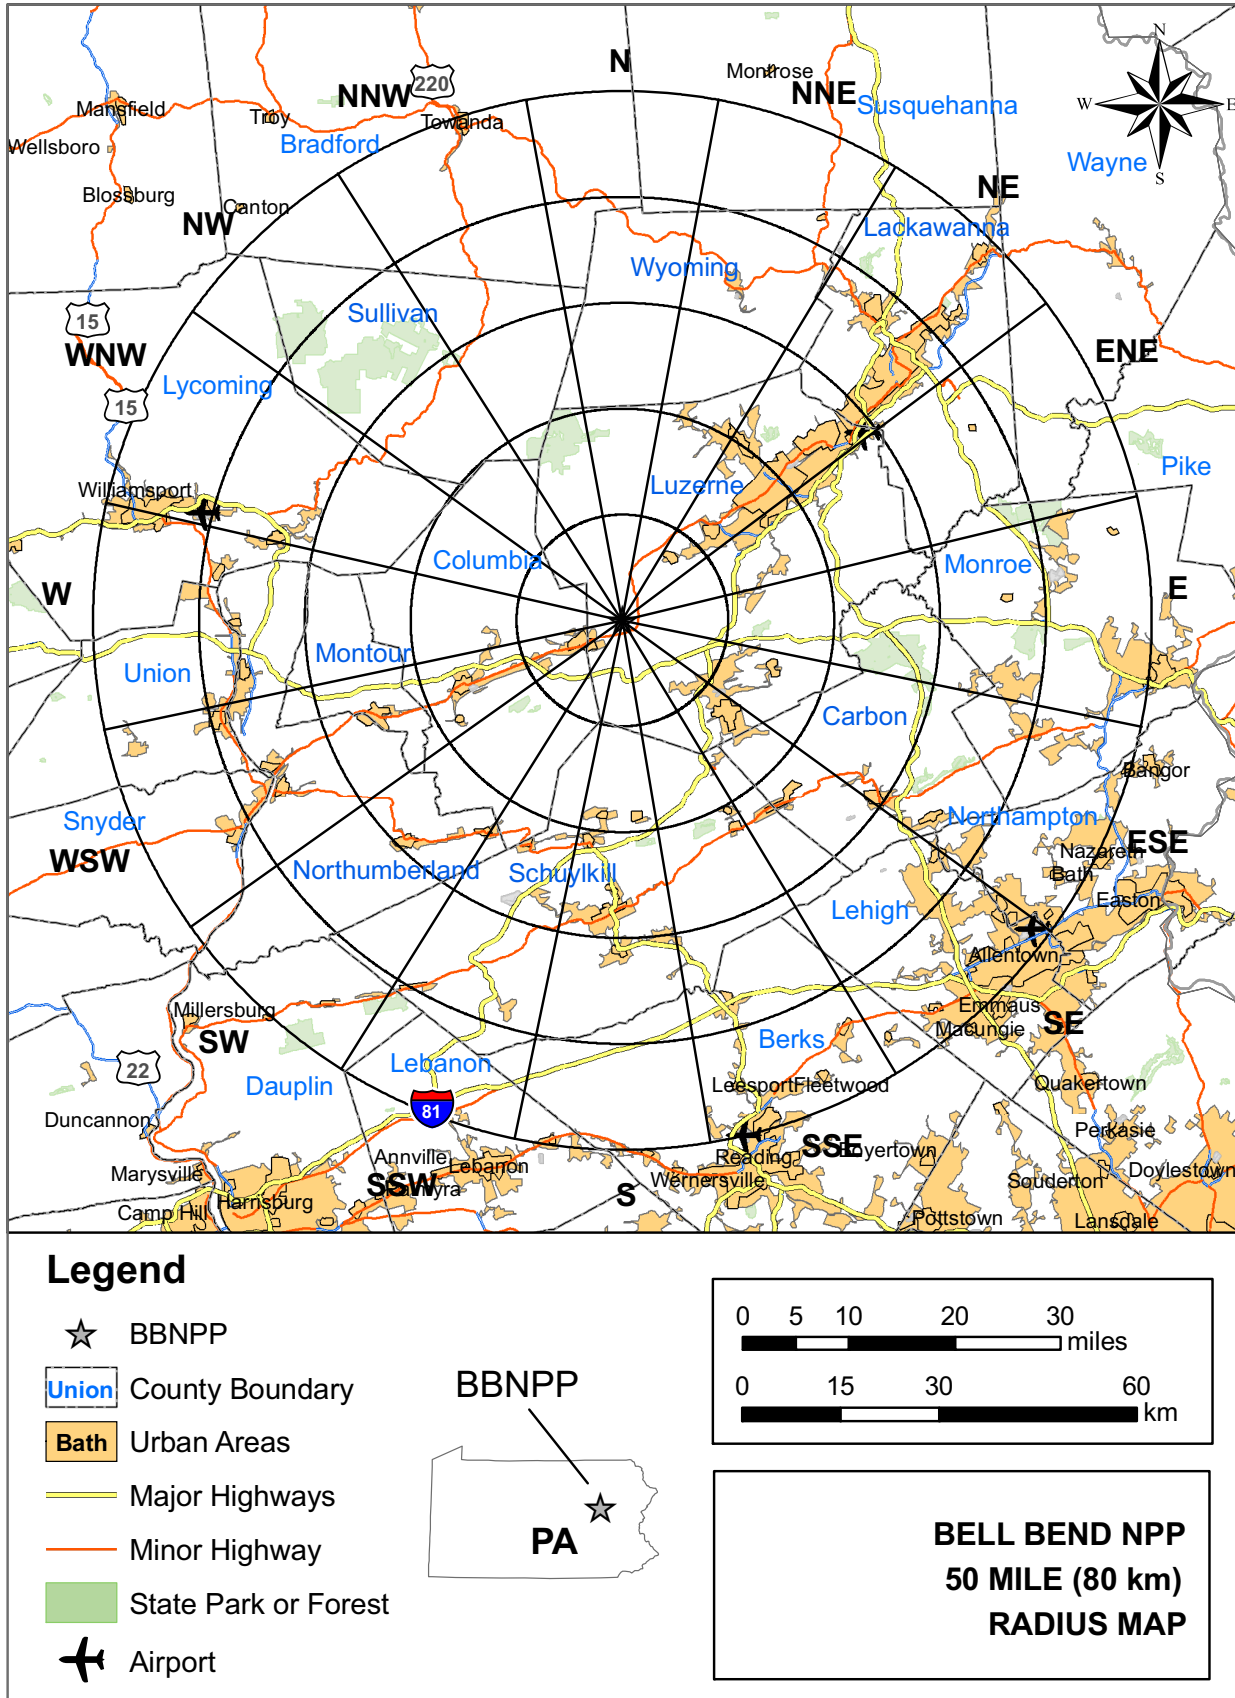 N
N
Montrose
NNE
Susquehanna
NNW
220
W
E
S
Mansfield
Troy
Towanda
Bradford
Wellsboro
Wayne
Blossburg
NE
Canton
NW
Lackawanna
Wyoming
Sullivan
15
WNW
ENE
Lycoming
15
Pike
Williamsport
Luzerne
Columbia
Monroe
W
E
Montour
Union
Carbon
Bangor
Snyder
Northampton
WSW
ESE
Nazareth
Northumberland
Schuylkill
Bath
Easton
Lehigh
Allentown
Millersburg
Emmaus
SW
Macungie
SE
Berks
22
Lebanon
Dauplin
Leesport
Fleetwood
Quakertown
81
Duncannon
Perkasie
SSE
Boyertown
Annville
Lebanon
Reading
Marysville
Doylestown
SSW
Palmyra
Wernersville
Souderton
S
Harrisburg
Camp Hill
Pottstown
Lansdale
Legend
BBNPP
Union
County Boundary
Bath
Urban Areas
Major Highways
Minor Highway
State Park or Forest
Airport
BBNPP
PA
0 5 10 20 30
miles
0 15 30 60
km
BELL BEND NPP
50 MILE (80 km)
RADIUS MAP